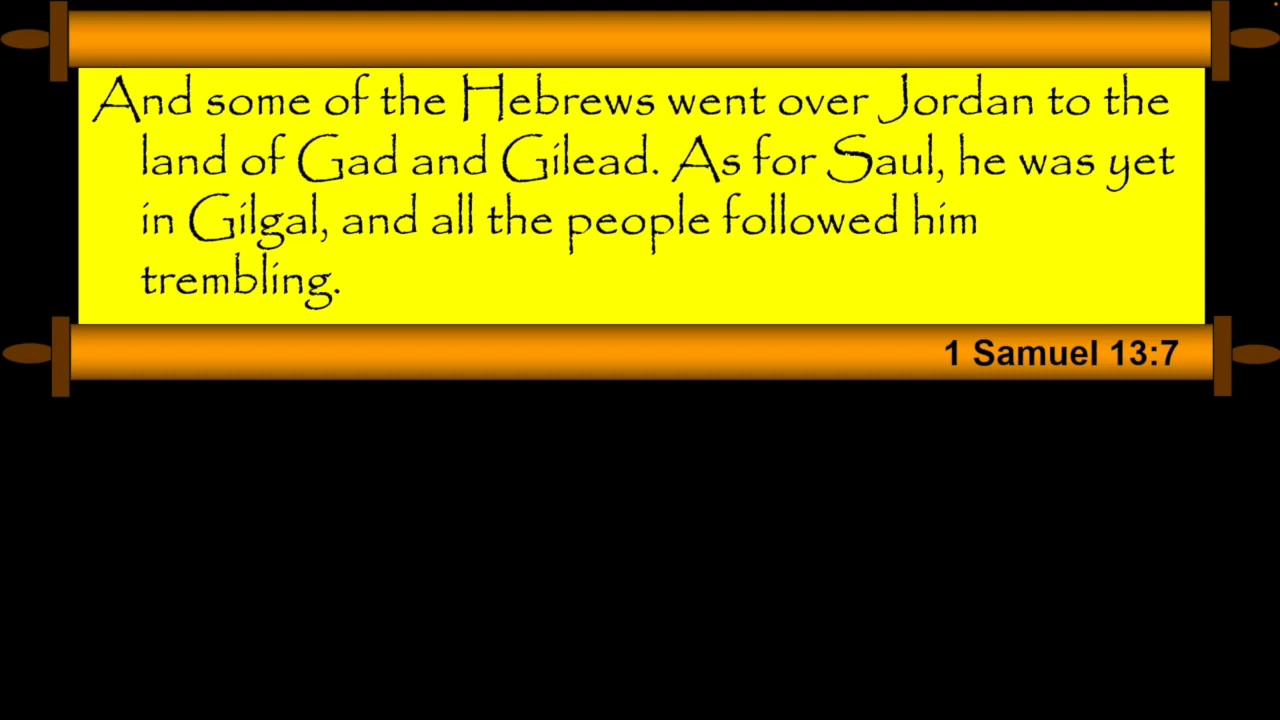 And some of the Hebrews went over Jordan to the
land of Gad and Gilead. As for Saul, he was yet
in Gilgal, and all the people followed him
trembling.
1 Samuel 13:7